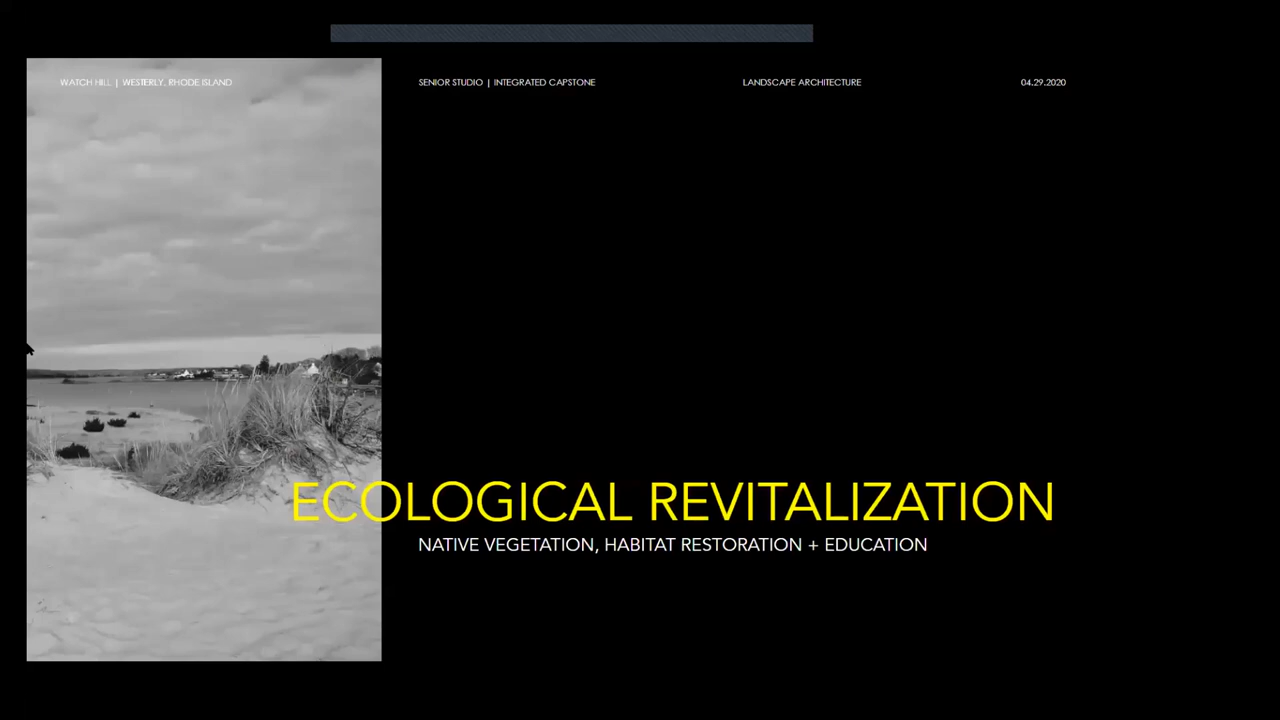 WATCH HILL | WESTERLY, RHODE ISLAND
SENIOR STUDIO | INTEGRATED CAPSTONE
LANDSCAPE ARCHITECTURE
04.29.2020
ECOLOGICAL REVITALIZATION
NATIVE VEGETATION, HABITAT RESTORATION + EDUCATION